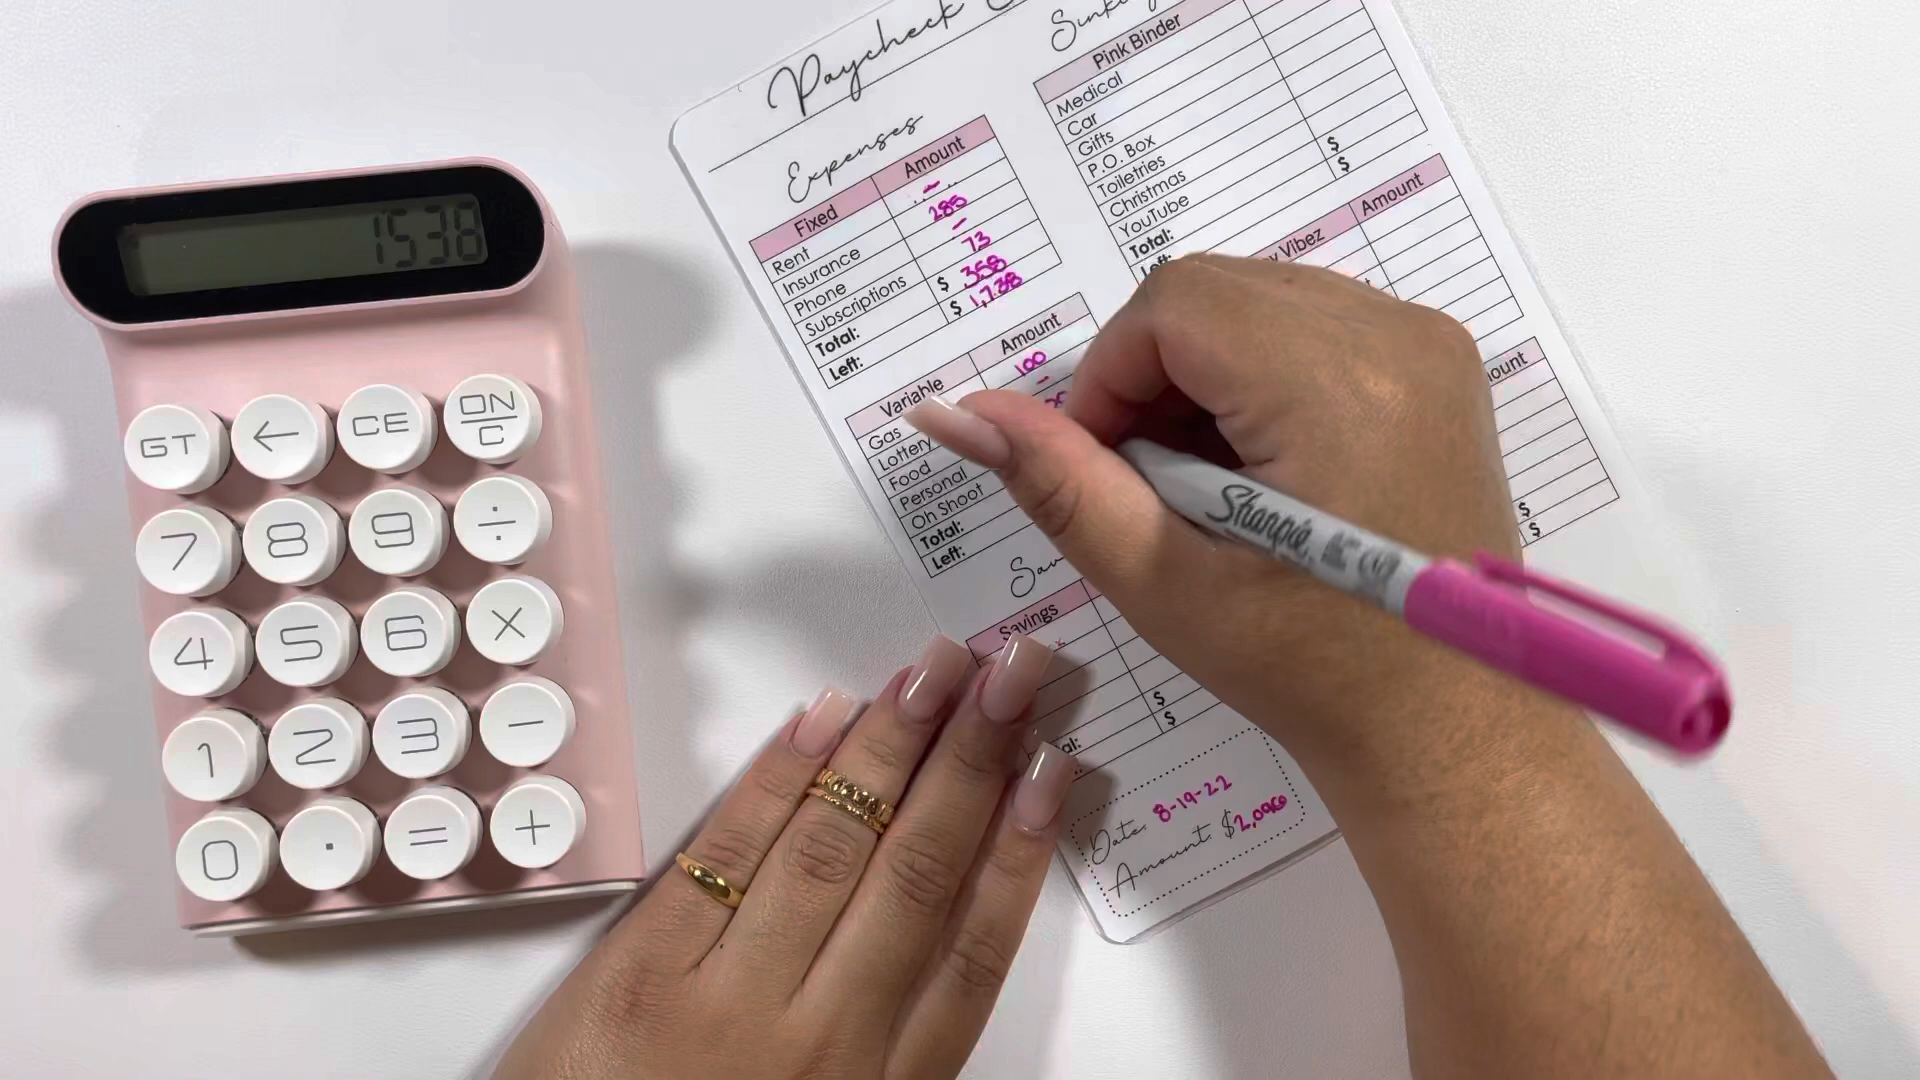 1538
GT ← CE ON/C
7 8 9 ÷
4 5 6 ×
1 2 3 −
0 . = +
Paycheck
Expenses
Fixed Amount
Rent -
Insurance 285
Phone -
Subscriptions 73
Total: $ 358
Left: $ 1,738
Variable Amount
Gas 100
Lottery -
Food
Personal
Oh Shoot
Total:
Left:
Savings
$
$
Date: 8-19-22
Amount: $2,096
Pink Binder
Medical
Car
Gifts
P.O. Box
Toiletries
Christmas
YouTube
Total: $
Left: $
Vibez Amount
$
$
Sharpie